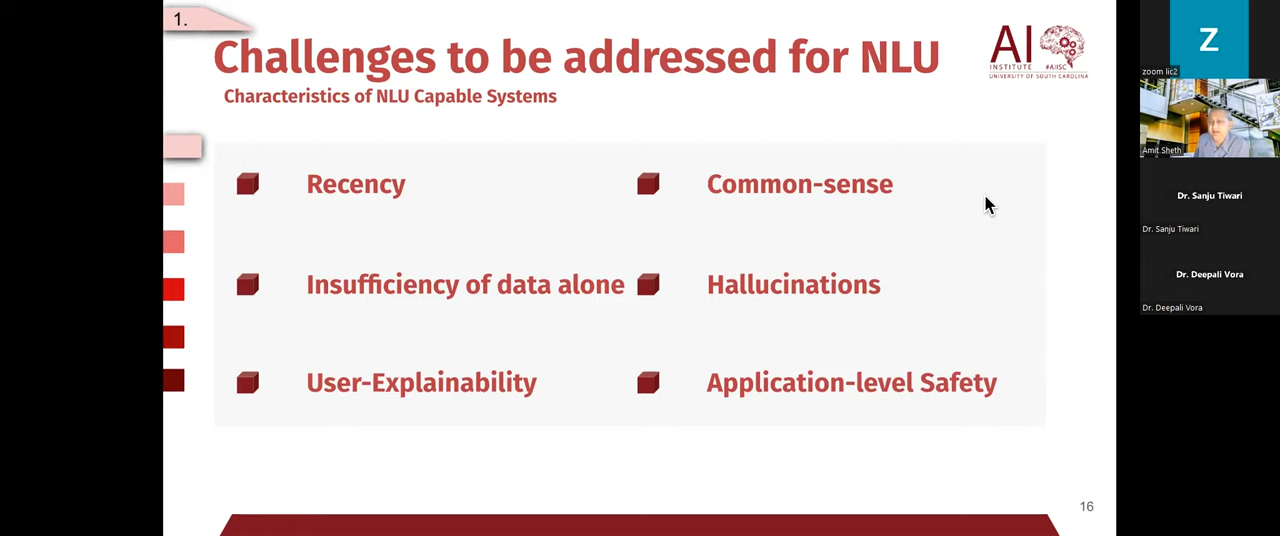 1.
Challenges to be addressed for NLU
Characteristics of NLU Capable Systems
AI
INSTITUTE #AIISC
UNIVERSITY OF SOUTH CAROLINA
Recency
Common-sense
Insufficiency of data alone
Hallucinations
User-Explainability
Application-level Safety
16
Z
zoom lic2
Amit Sheth
Dr. Sanju Tiwari
Dr. Sanju Tiwari
Dr. Deepali Vora
Dr. Deepali Vora